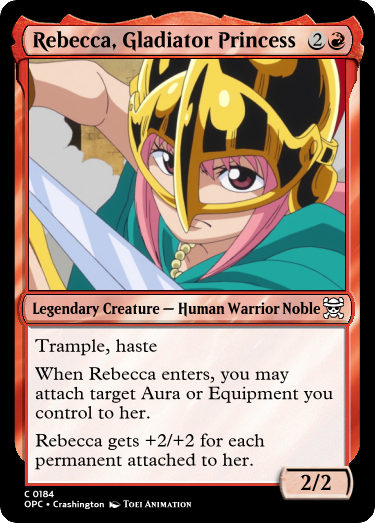 Rebecca, Gladiator Princess 2
Legendary Creature — Human Warrior Noble
Trample, haste
When Rebecca enters, you may
attach target Aura or Equipment you
control to her.
Rebecca gets +2/+2 for each
permanent attached to her.
2/2
C 0184
OPC • Crashington Toei Animation